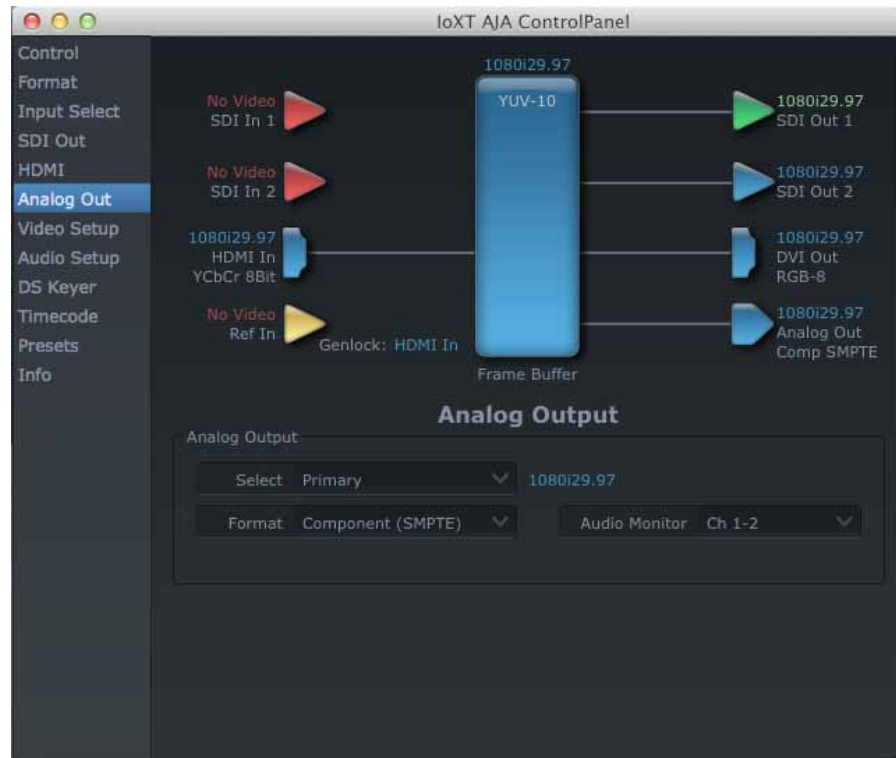 IoXT AJA ControlPanel
Control
Format
Input Select
SDI Out
HDMI
Analog Out
Video Setup
Audio Setup
DS Keyer
Timecode
Presets
Info
1080i29.97
YUV-10
Frame Buffer
No Video
SDI In 1
No Video
SDI In 2
1080i29.97
HDMI In
YCbCr 8Bit
No Video
Ref In
Genlock: HDMI In
1080i29.97
SDI Out 1
1080i29.97
SDI Out 2
1080i29.97
DVI Out
RGB-8
1080i29.97
Analog Out
Comp SMPTE
Analog Output
Analog Output
Select Primary 1080i29.97
Format Component (SMPTE) Audio Monitor Ch 1-2